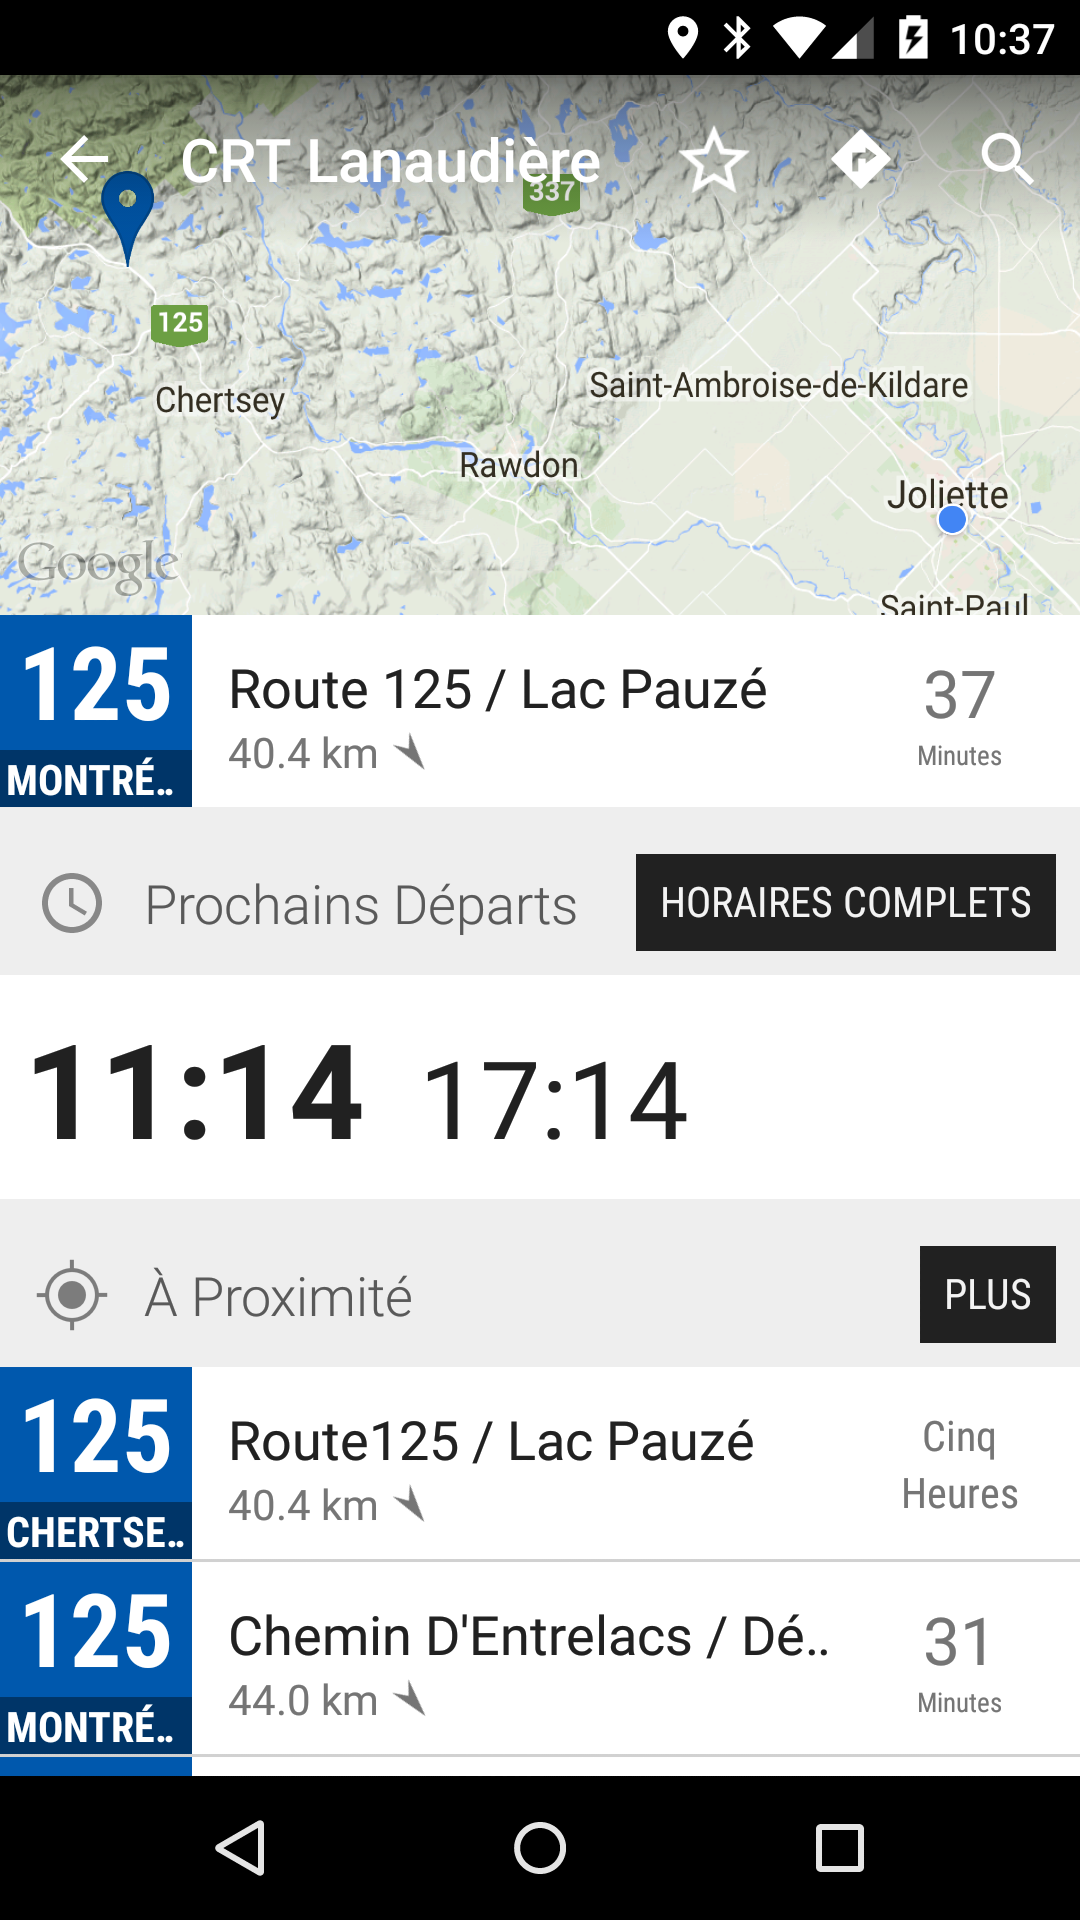 10:37
CRT Lanaudière
337
125
Chertsey
Saint-Ambroise-de-Kildare
Rawdon
Joliette
Google
Saint-Paul
125
MONTRÉ..
Route 125 / Lac Pauzé
40.4 km
37
Minutes
Prochains Départs
HORAIRES COMPLETS
11:14 17:14
À Proximité
PLUS
125
CHERTSE..
Route125 / Lac Pauzé
40.4 km
Cinq
Heures
125
MONTRÉ..
Chemin D'Entrelacs / Dé..
44.0 km
31
Minutes